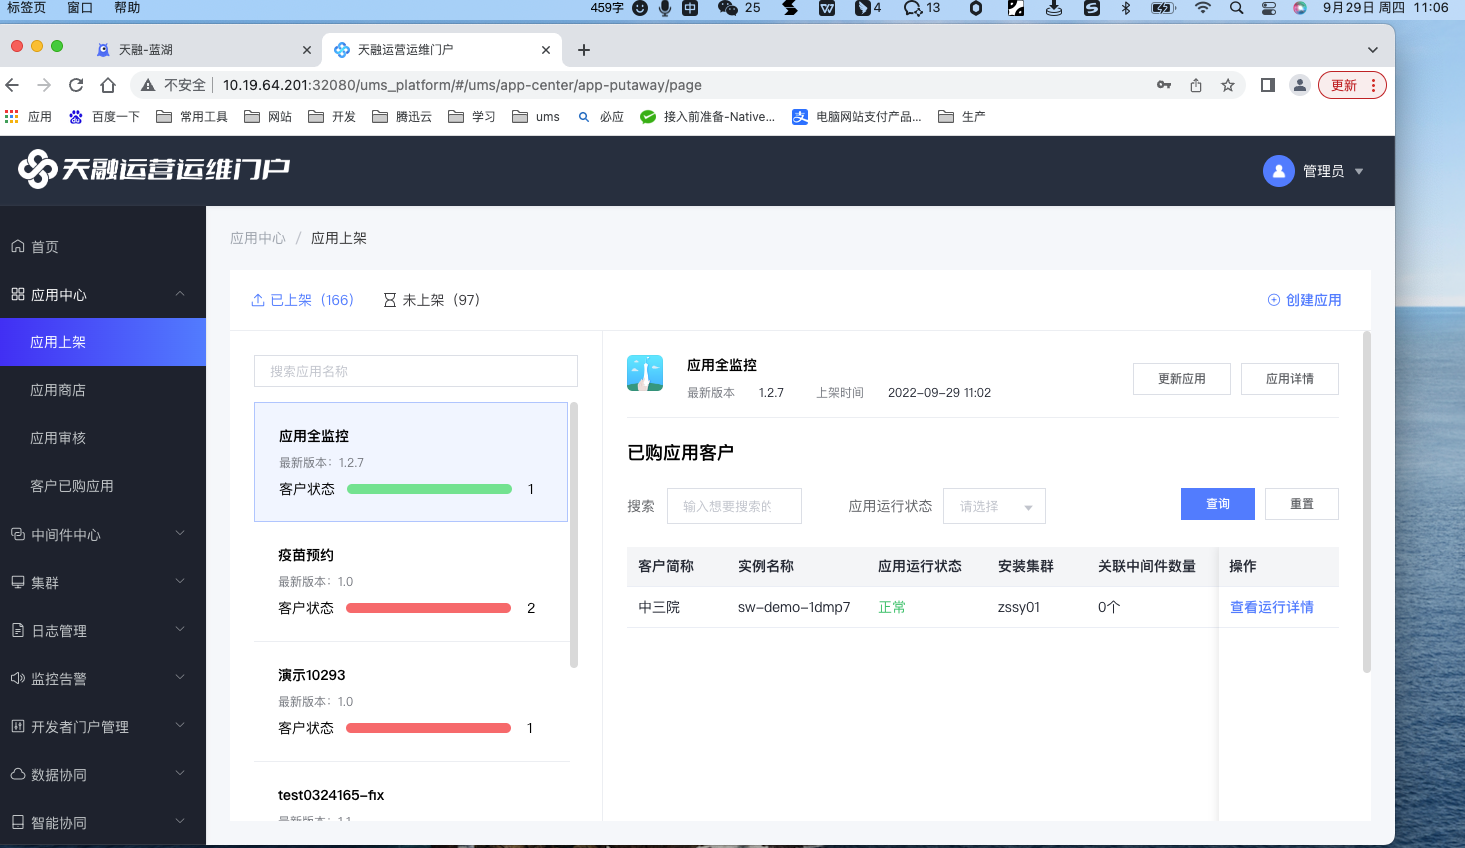 标签页 窗口 帮助 459字 中 25 4 13 9月29日 周四 11:06
天融-蓝湖 天融运营运维门户
不安全 10.19.64.201:32080/ums_platform/#/ums/app-center/app-putaway/page 更新
应用 百度一下 常用工具 网站 开发 腾迅云 学习 ums 必应 接入前准备-Native... 电脑网站支付产品... 生产
天融运营运维门户 管理员
首页
应用中心
应用上架
应用商店
应用审核
客户已购应用
中间件中心
集群
日志管理
监控告警
开发者门户管理
数据协同
智能协同
应用中心 / 应用上架
已上架 (166) 未上架 (97) 创建应用
搜索应用名称
应用全监控
最新版本: 1.2.7
客户状态 1
疫苗预约
最新版本: 1.0
客户状态 2
演示10293
最新版本: 1.0
客户状态 1
test0324165-fix
最新版本: 1.1
应用全监控
最新版本 1.2.7 上架时间 2022-09-29 11:02
更新应用 应用详情
已购应用客户
搜索 输入想要搜索的 应用运行状态 请选择 查询 重置
客户简称 实例名称 应用运行状态 安装集群 关联中间件数量 操作
中三院 sw-demo-1dmp7 正常 zssy01 0个 查看运行详情